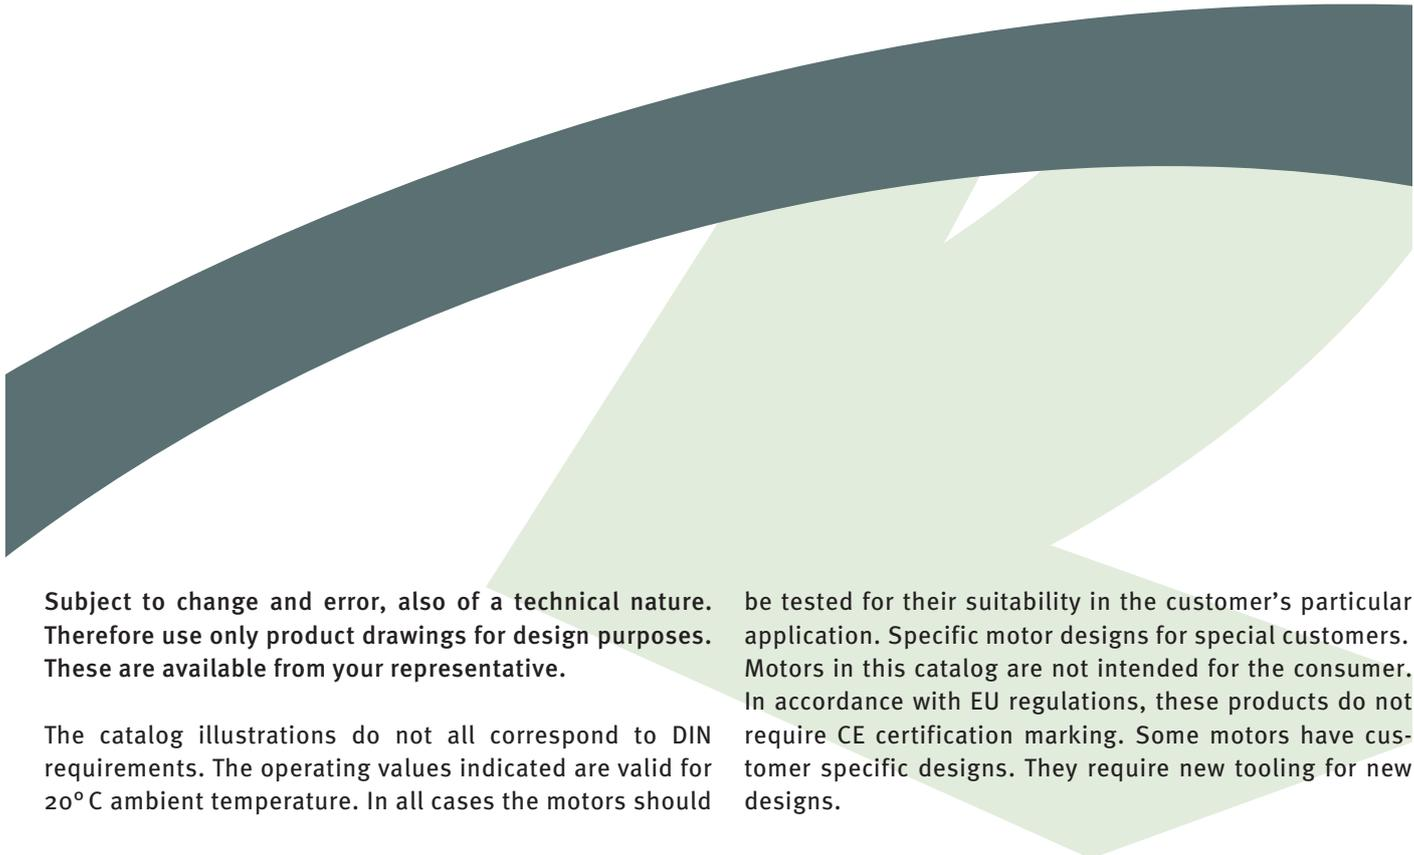 Subject to change and error, also of a technical nature.
Therefore use only product drawings for design purposes.
These are available from your representative.
The catalog illustrations do not all correspond to DIN
requirements. The operating values indicated are valid for
20° C ambient temperature. In all cases the motors should
be tested for their suitability in the customer’s particular
application. Specific motor designs for special customers.
Motors in this catalog are not intended for the consumer.
In accordance with EU regulations, these products do not
require CE certification marking. Some motors have cus-
tomer specific designs. They require new tooling for new
designs.